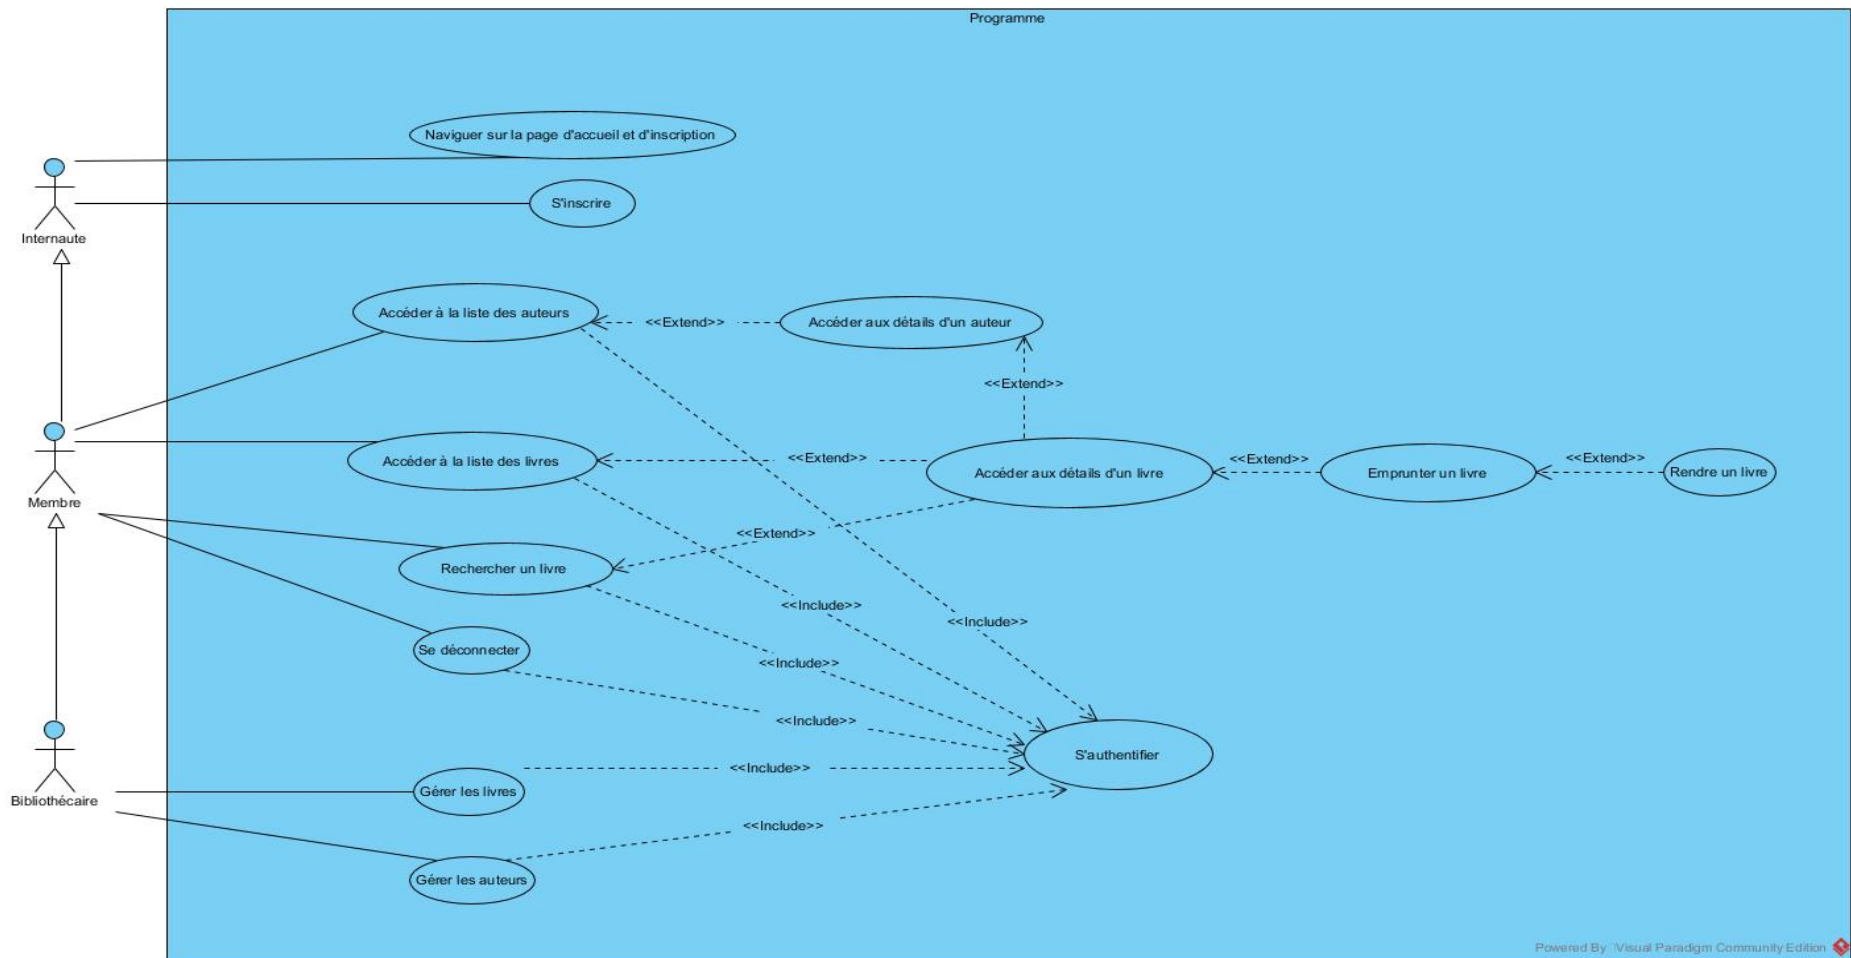 Programme
Naviguer sur la page d'accueil et d'inscription
S'inscrire
Internaute
Accéder à la liste des auteurs
<<Extend>>
Accéder aux détails d'un auteur
<<Extend>>
Accéder à la liste des livres
<<Extend>>
Accéder aux détails d'un livre
<<Extend>>
Emprunter un livre
<<Extend>>
Rendre un livre
Membre
<<Extend>>
Rechercher un livre
<<Include>>
<<Include>>
Se déconnecter
<<Include>>
<<Include>>
S'authentifier
<<Include>>
Gérer les livres
Bibliothécaire
<<Include>>
Gérer les auteurs
Powered By Visual Paradigm Community Edition